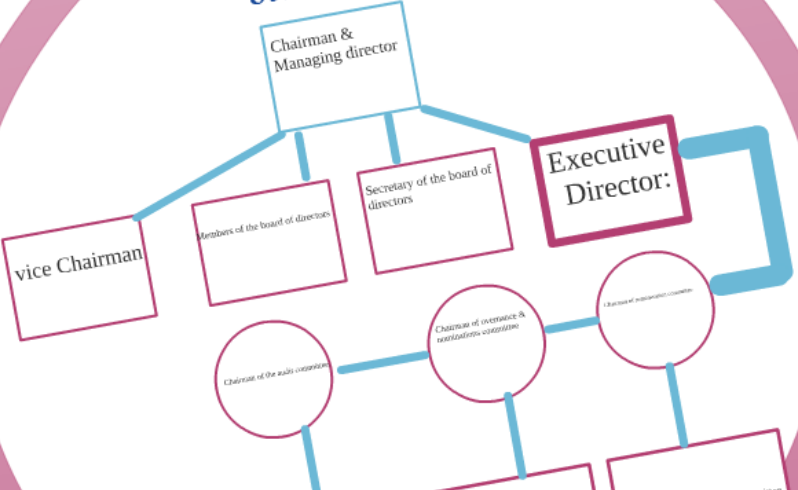 Chairman &
Managing director
Executive
Director:
Secretary of the board of
directors
Members of the board of directors
vice Chairman
Chairman of overnance &
nominations committee
Chairman of the audit committee